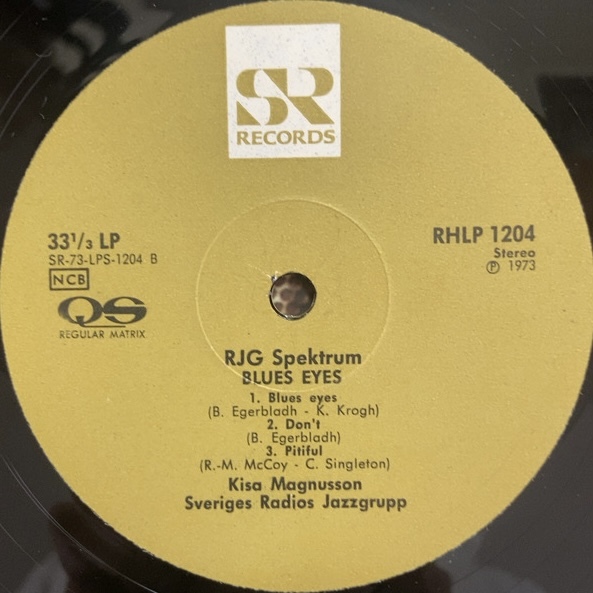 SR
RECORDS
33⅓ LP
SR-73-LPS-1204 B
NCB
QS
REGULAR MATRIX
RHLP 1204
Stereo
Ⓟ 1973
RJG Spektrum
BLUES EYES
1. Blues eyes
(B. Egerbladh - K. Krogh)
2. Don't
(B. Egerbladh)
3. Pitiful
(R.-M. McCoy - C. Singleton)
Kisa Magnusson
Sveriges Radios Jazzgrupp